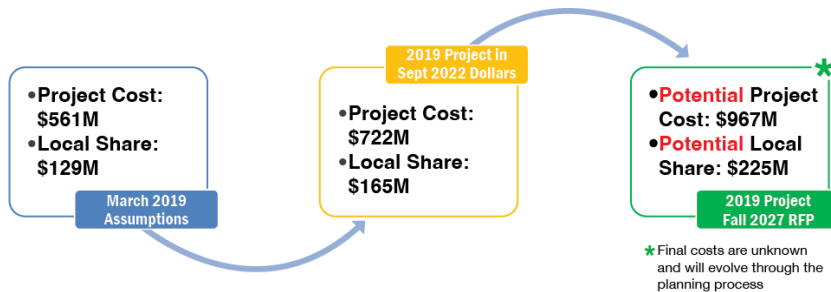 •Project Cost:
$561M
•Local Share:
$129M
March 2019
Assumptions
2019 Project in
Sept 2022 Dollars
•Project Cost:
$722M
•Local Share:
$165M
*
•Potential Project
Cost: $967M
•Potential Local
Share: $225M
2019 Project
Fall 2027 RFP
* Final costs are unknown
and will evolve through the
planning process